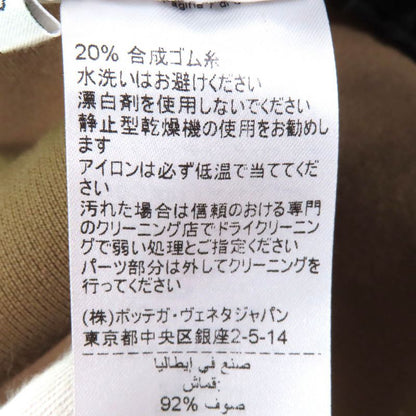 20% 合成ゴム糸
水洗いはお避けください
漂白剤を使用しないでください
静止型乾燥機の使用をお勧めし
ます
アイロンは必ず低温で当ててくだ
さい
汚れた場合は信頼のおける専門
のクリーニング店でドライクリーニン
グで弱い処理とご指定ください
パーツ部分は外してクリーニングを
行ってください
(株)ボッテガ・ヴェネタジャパン
東京都中央区銀座2-5-14
صنع في إيطاليا
قماش:
صوف %92